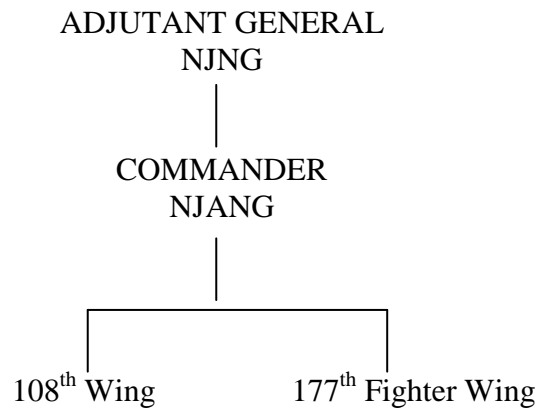 ADJUTANT GENERAL
NJNG
COMMANDER
NJANG
108th Wing 177th Fighter Wing